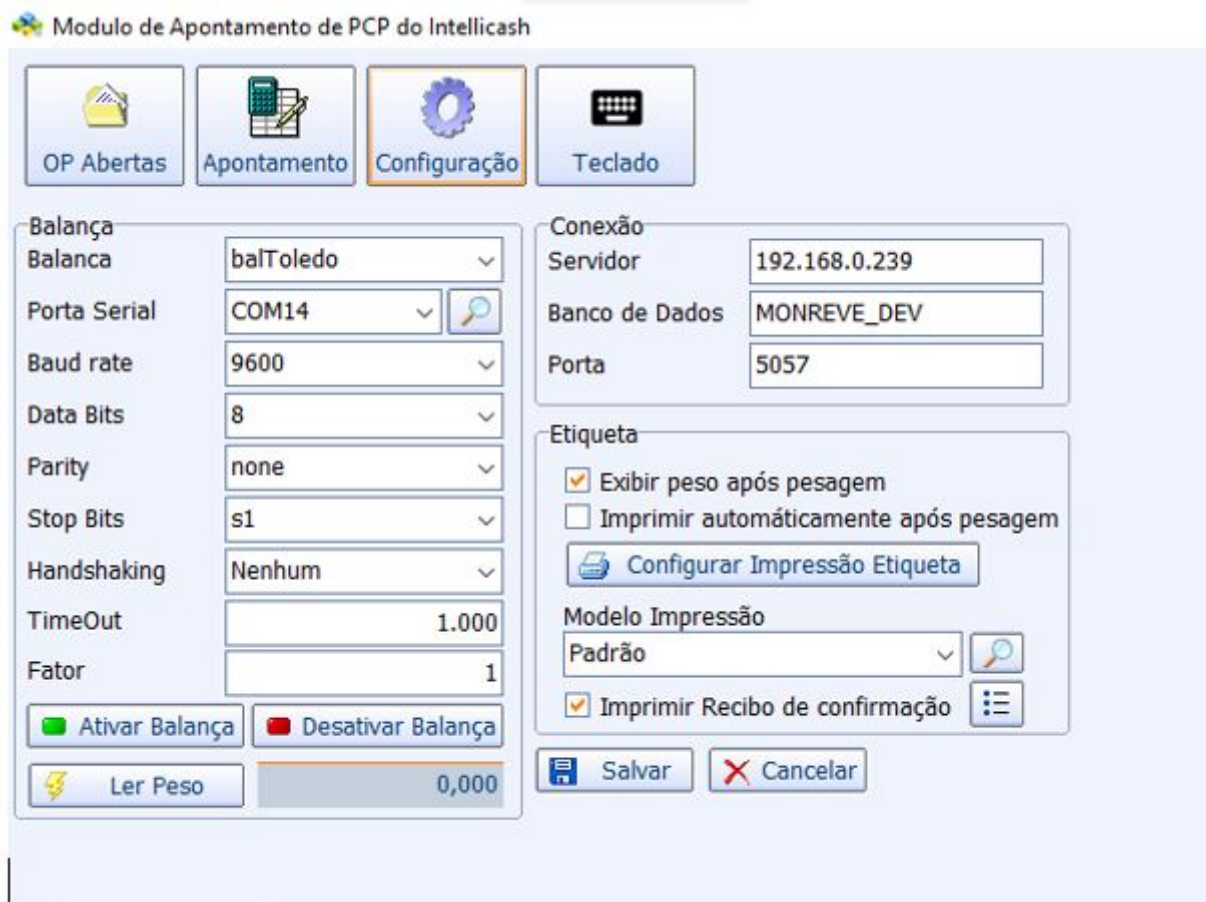 Modulo de Apontamento de PCP do Intellicash
OP Abertas
Apontamento
Configuração
Teclado
Balança
Balanca
balToledo
Porta Serial
COM14
Baud rate
9600
Data Bits
8
Parity
none
Stop Bits
s1
Handshaking
Nenhum
TimeOut
1.000
Fator
1
Ativar Balança
Desativar Balança
Ler Peso
0,000
Conexão
Servidor
192.168.0.239
Banco de Dados
MONREVE_DEV
Porta
5057
Etiqueta
Exibir peso após pesagem
Imprimir automáticamente após pesagem
Configurar Impressão Etiqueta
Modelo Impressão
Padrão
Imprimir Recibo de confirmação
Salvar
Cancelar